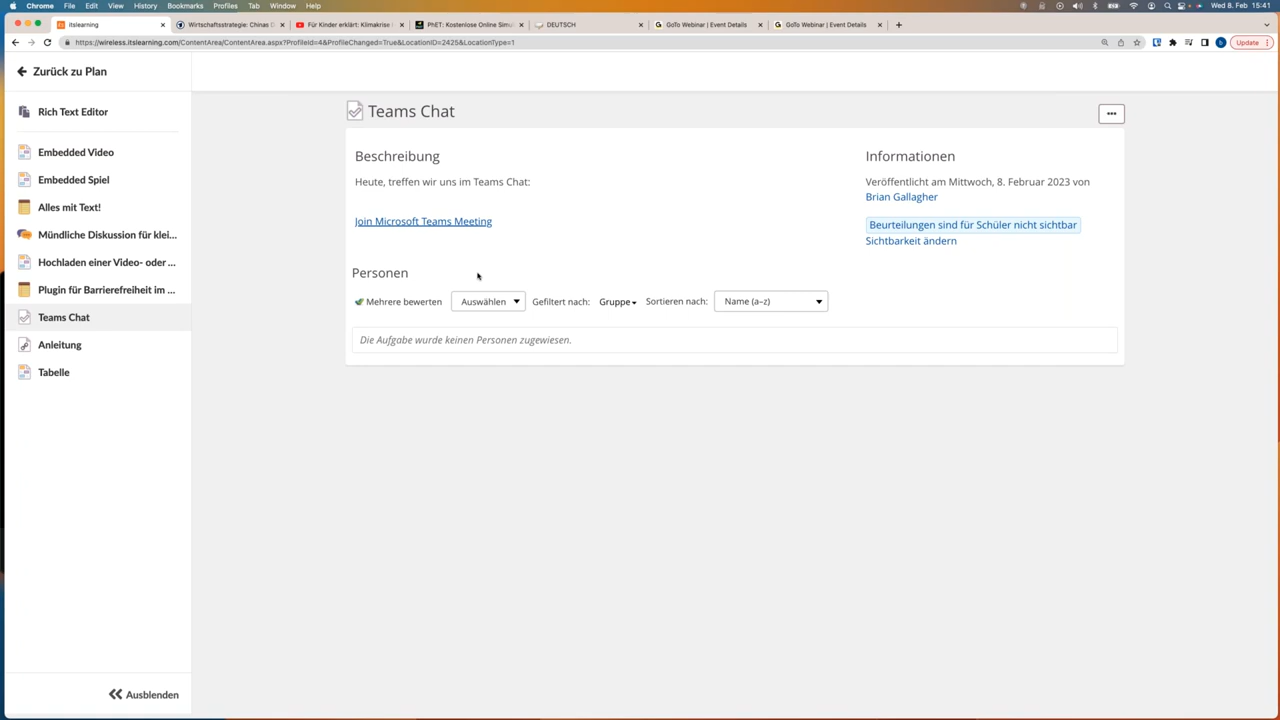 Chrome File Edit View History Bookmarks Profiles Tab Window Help Wed 8. Feb 15:41
itslearning
Wirtschaftsstrategie: Chinas
Für Kinder erklärt: Klimakrise
PhET: Kostenlose Online Simul
DEUTSCH
GoTo Webinar | Event Details
GoTo Webinar | Event Details
https://wireless.itslearning.com/ContentArea/ContentArea.aspx?ProfileId=4&ProfileChanged=True&LocationID=2425&LocationType=1
b
Update
Zurück zu Plan
Rich Text Editor
Embedded Video
Embedded Spiel
Alles mit Text!
Mündliche Diskussion für klei...
Hochladen einer Video- oder ...
Plugin für Barrierefreiheit im ...
Teams Chat
Anleitung
Tabelle
Ausblenden
Teams Chat
Beschreibung
Heute, treffen wir uns im Teams Chat:
Join Microsoft Teams Meeting
Informationen
Veröffentlicht am Mittwoch, 8. Februar 2023 von
Brian Gallagher
Beurteilungen sind für Schüler nicht sichtbar
Sichtbarkeit ändern
Personen
Mehrere bewerten Auswählen Gefiltert nach: Gruppe Sortieren nach: Name (a–z)
Die Aufgabe wurde keinen Personen zugewiesen.